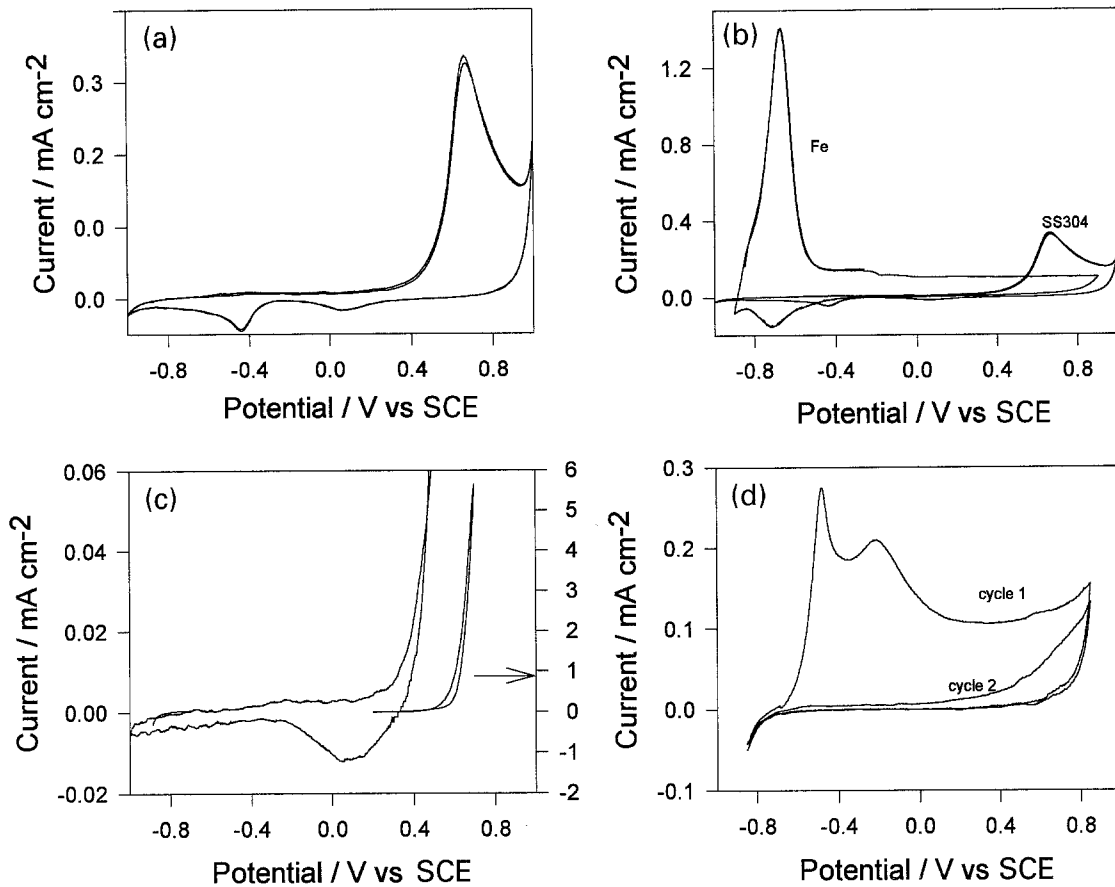 (a)
Current / mA cm-2
0.3
0.2
0.0
0.0
-0.8 -0.4 0.0 0.4 0.8
Potential / V vs SCE
(b)
Current / mA cm-2
1.2
0.8
0.4
0.0
Fe
SS304
-0.8 -0.4 0.0 0.4 0.8
Potential / V vs SCE
(c)
Current / mA cm-2
0.06
0.04
0.02
0.00
-0.02
6
5
4
3
2
1
0
-1
-2
-0.8 -0.4 0.0 0.4 0.8
Potential / V vs SCE
(d)
Current / mA cm-2
0.3
0.2
0.1
0.0
-0.1
cycle 1
cycle 2
-0.8 -0.4 0.0 0.4 0.8
Potential / V vs SCE